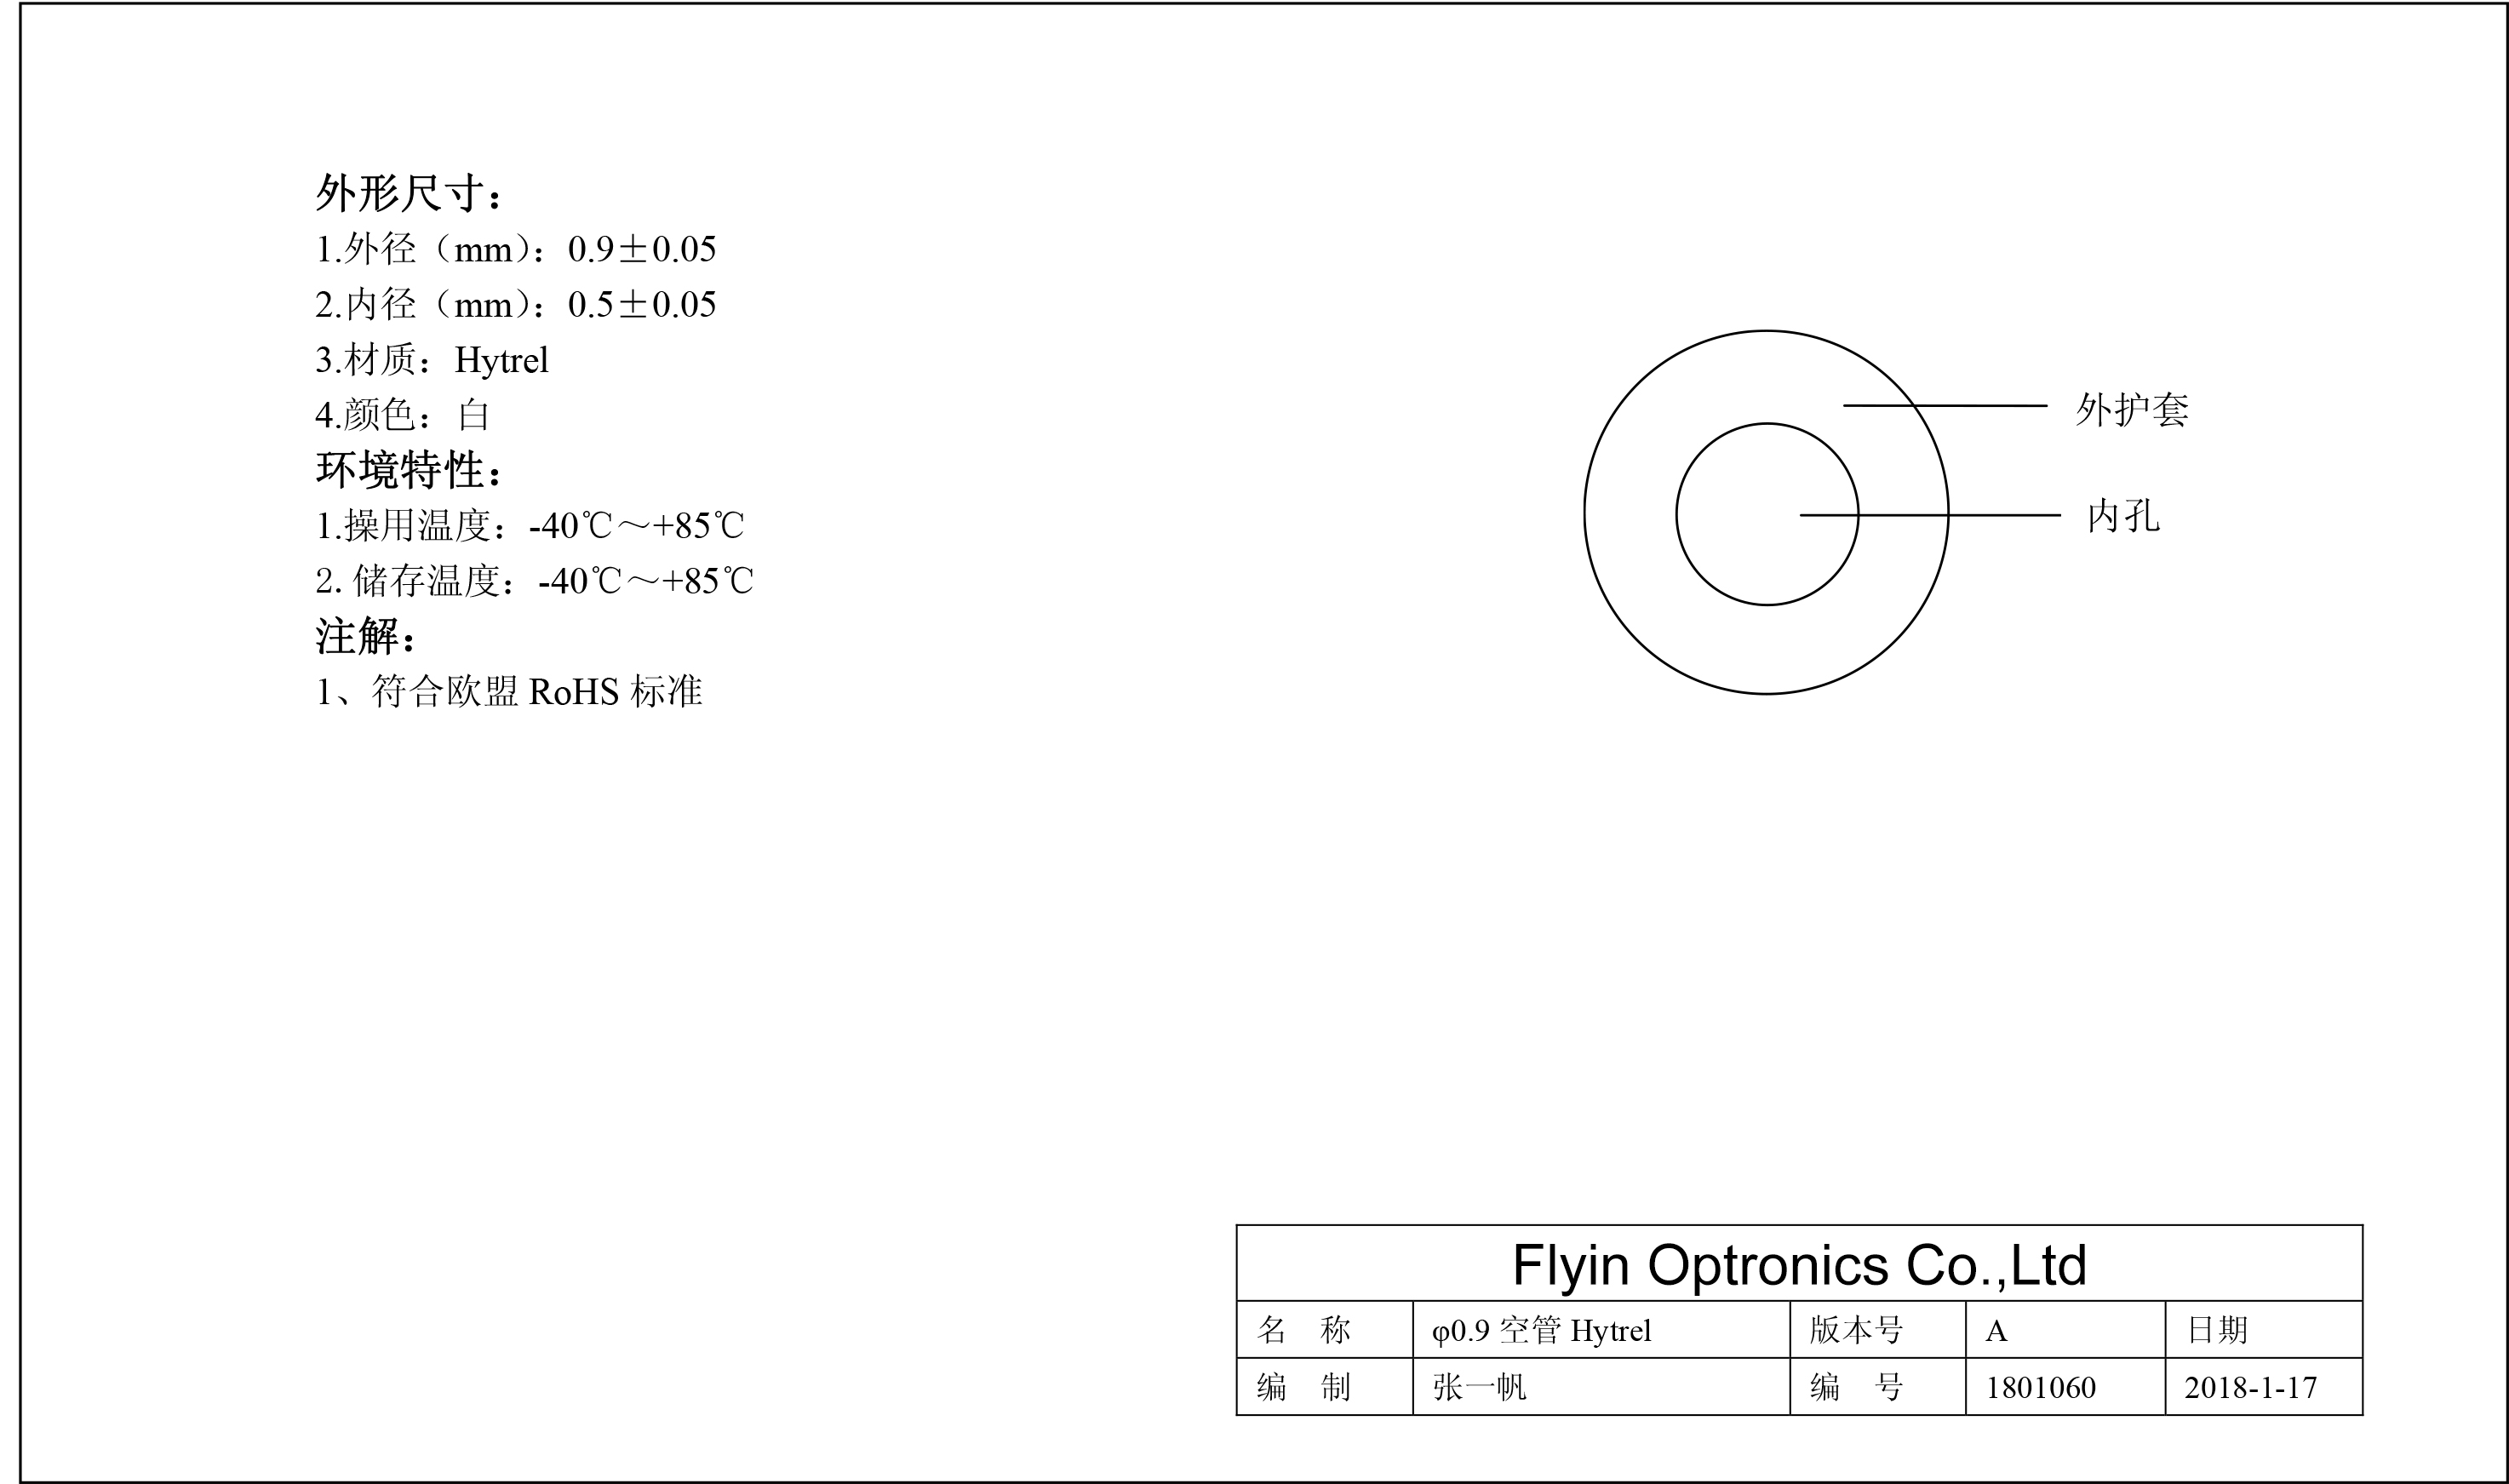 外形尺寸：
1.外径（mm）：0.9±0.05
2.内径（mm）：0.5±0.05
3.材质：Hytrel
4.颜色：白
环境特性：
1.操用温度：-40℃～+85℃
2. 储存温度：-40℃～+85℃
注解：
1、符合欧盟 RoHS 标准
外护套
内孔
Flyin Optronics Co.,Ltd
名 称 φ0.9 空管 Hytrel 版本号 A 日期
编 制 张一帆 编 号 1801060 2018-1-17